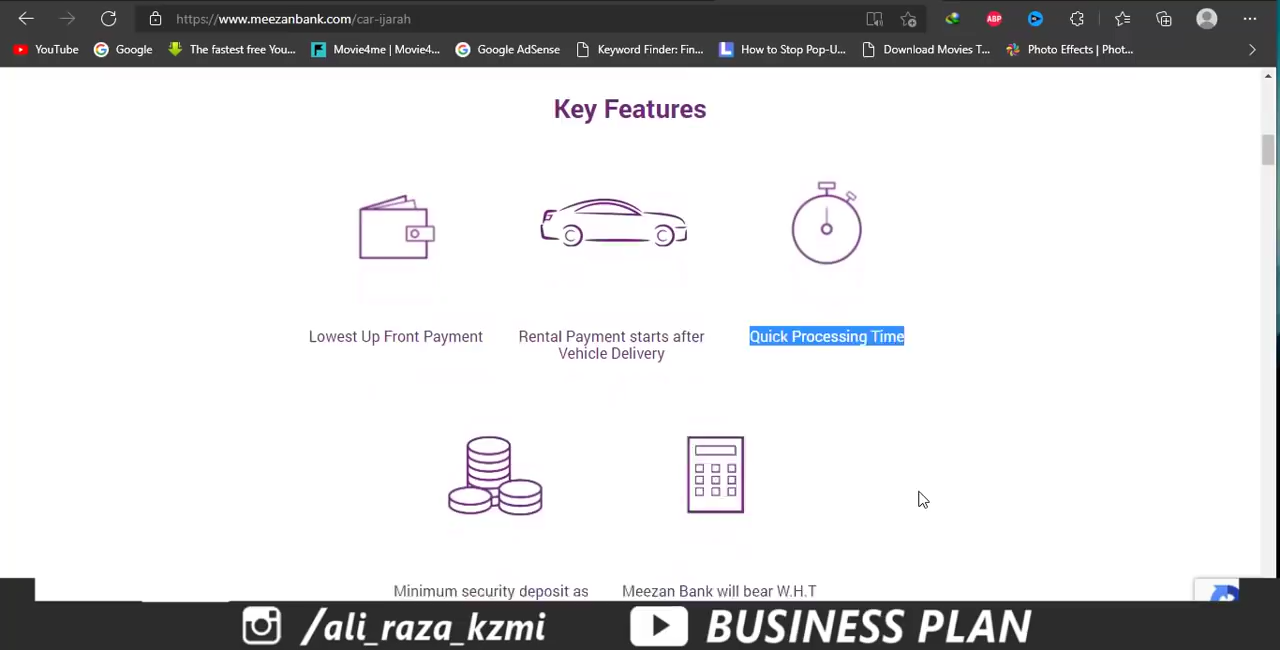 https://www.meezanbank.com/car-ijarah
ABP
YouTube
Google
The fastest free You...
Movie4me | Movie4...
Google AdSense
Keyword Finder: Fin...
How to Stop Pop-U...
Download Movies T...
Photo Effects | Phot...
Key Features
Lowest Up Front Payment
Rental Payment starts after
Vehicle Delivery
Quick Processing Time
Minimum security deposit as
Meezan Bank will bear W.H.T
/ali_raza_kzmi
BUSINESS PLAN